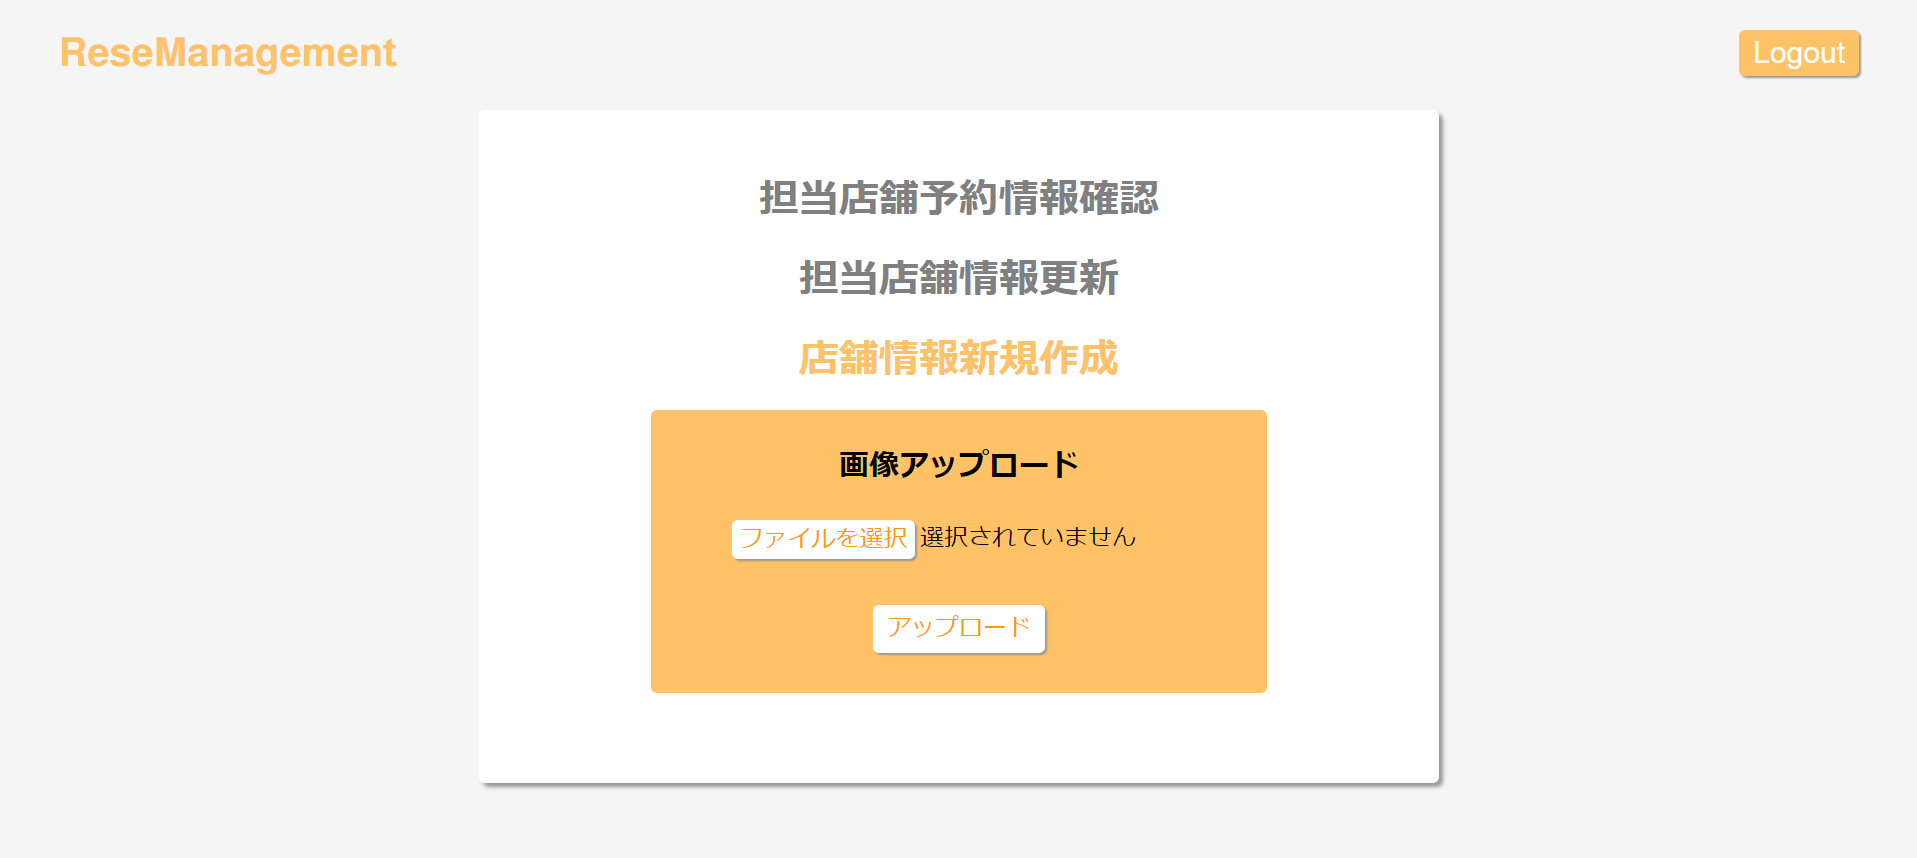 ReseManagement
Logout
担当店舗予約情報確認
担当店舗情報更新
店舗情報新規作成
画像アップロード
ファイルを選択 選択されていません
アップロード